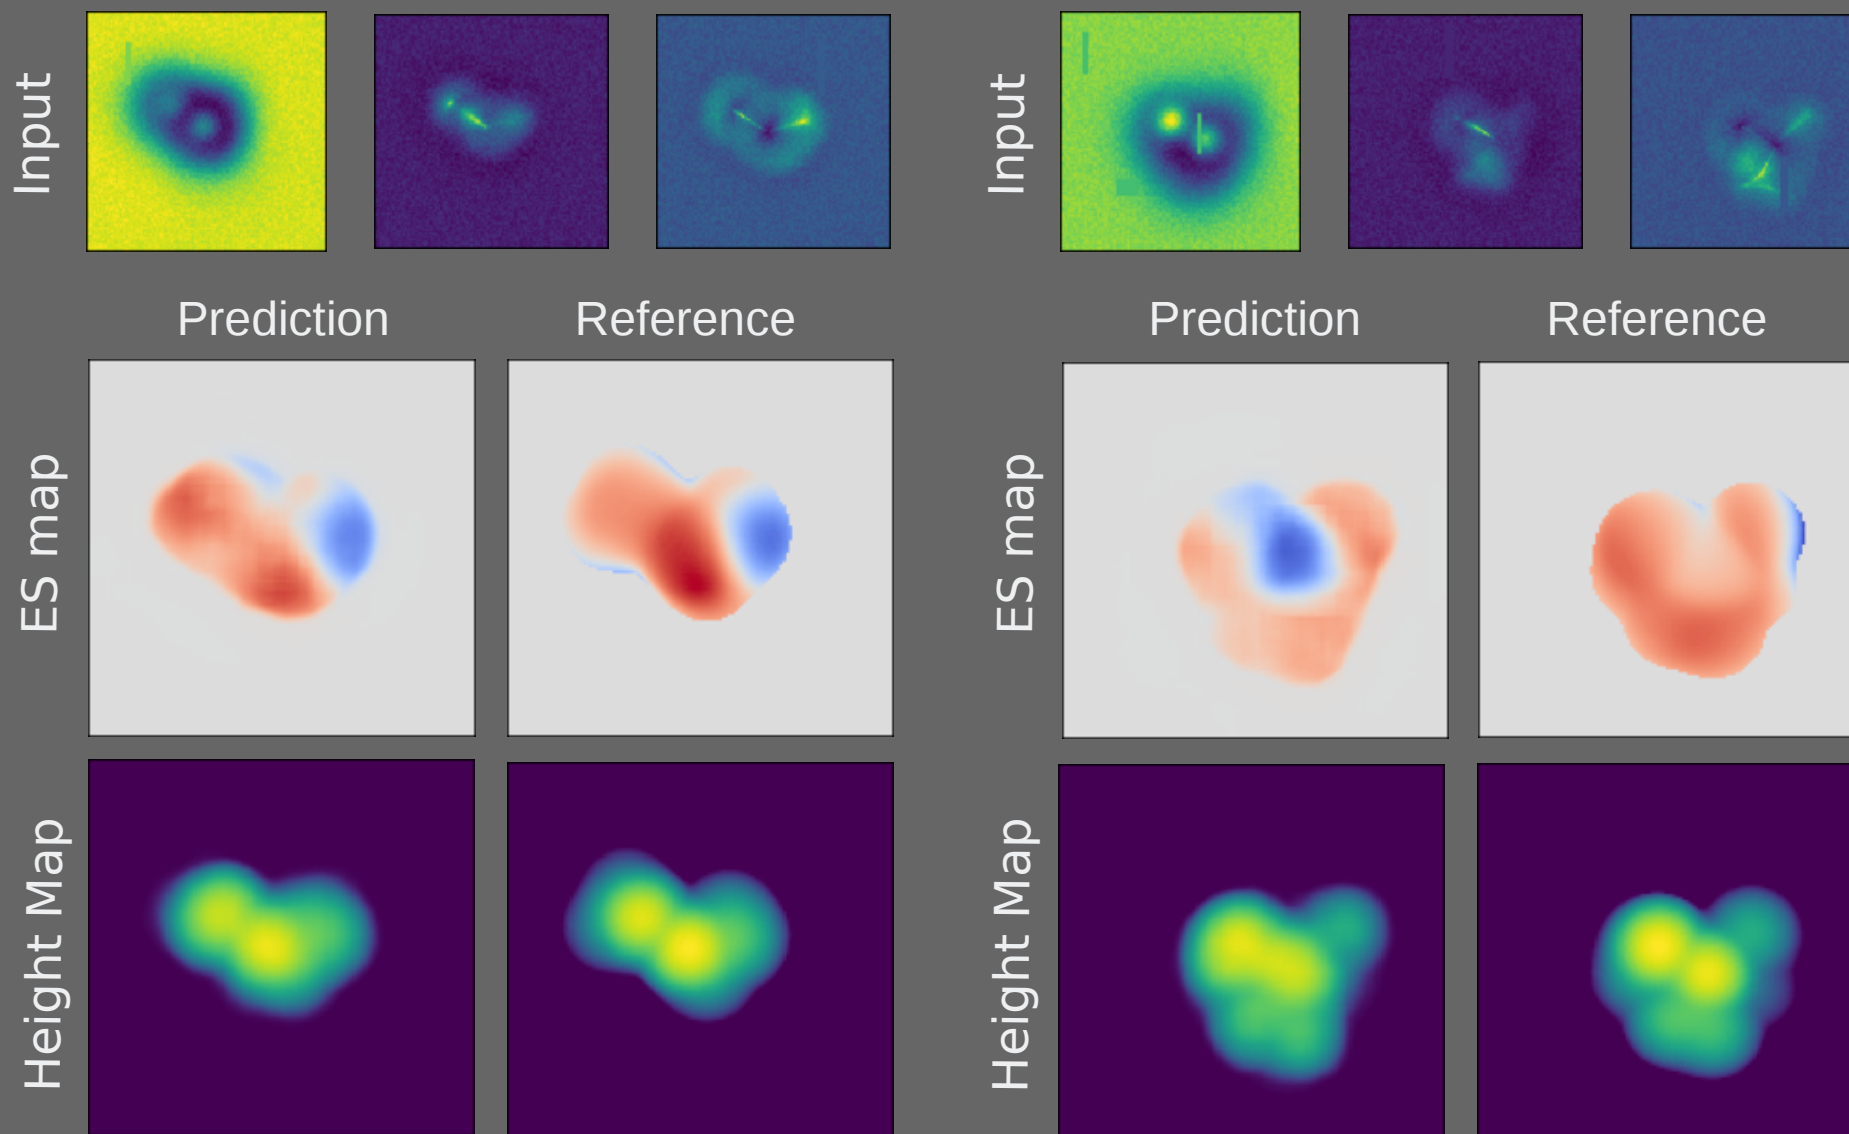 Input
Input
Prediction
Reference
Prediction
Reference
ES map
ES map
Height Map
Height Map